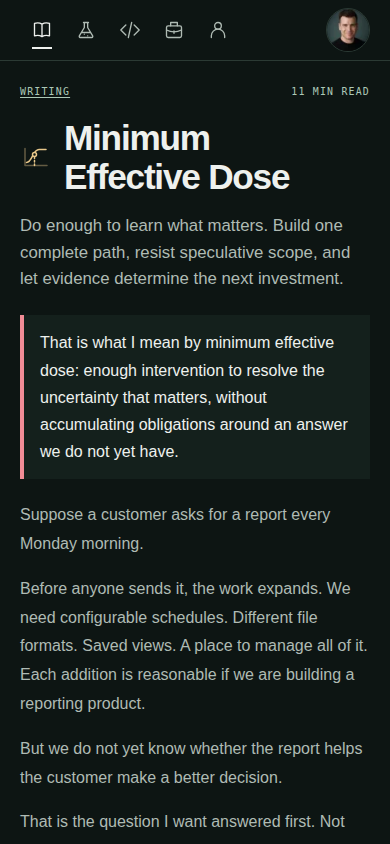 WRITING
11 MIN READ
Minimum
Effective Dose
Do enough to learn what matters. Build one
complete path, resist speculative scope, and
let evidence determine the next investment.
That is what I mean by minimum effective
dose: enough intervention to resolve the
uncertainty that matters, without
accumulating obligations around an answer
we do not yet have.
Suppose a customer asks for a report every
Monday morning.
Before anyone sends it, the work expands. We
need configurable schedules. Different file
formats. Saved views. A place to manage all of it.
Each addition is reasonable if we are building a
reporting product.
But we do not yet know whether the report helps
the customer make a better decision.
That is the question I want answered first. Not